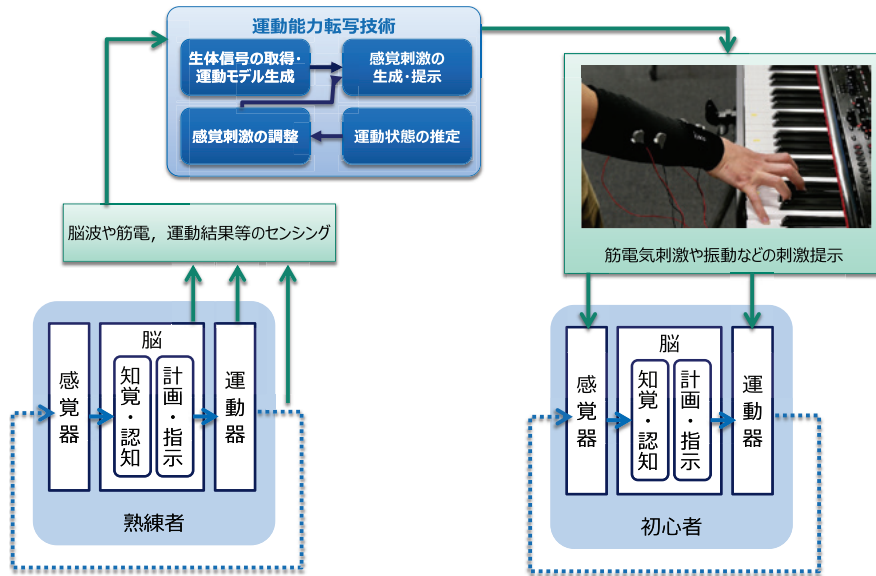 運動能力転写技術
生体信号の取得・
運動モデル生成
感覚刺激の
生成・提示
感覚刺激の調整
運動状態の推定
脳波や筋電，運動結果等のセンシング
筋電気刺激や振動などの刺激提示
感覚器
脳
知覚・認知
計画・指示
運動器
熟練者
感覚器
脳
知覚・認知
計画・指示
運動器
初心者